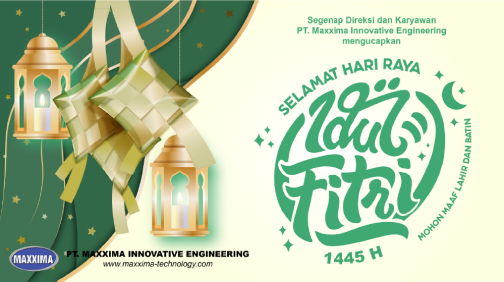 Segenap Direksi dan Karyawan
PT. Maxxima Innovative Engineering
mengucapkan
SELAMAT HARI RAYA
Idul
Fitri
1445 H
MOHON MAAF LAHIR DAN BATIN
MAXXIMA
PT. MAXXIMA INNOVATIVE ENGINEERING
www.maxxima-technology.com